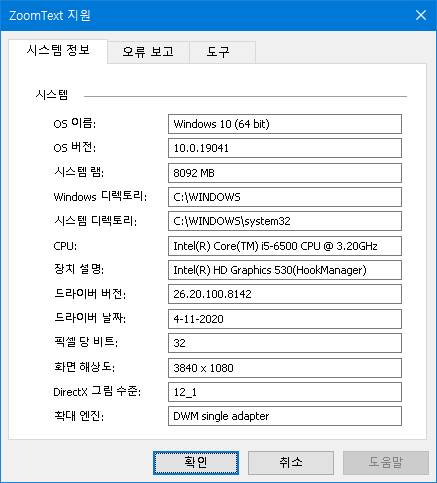 ZoomText 지원
시스템 정보 오류 보고 도구
시스템
OS 이름: Windows 10 (64 bit)
OS 버전: 10.0.19041
시스템 램: 8092 MB
Windows 디렉토리: C:\WINDOWS
시스템 디렉토리: C:\WINDOWS\system32
CPU: Intel(R) Core(TM) i5-6500 CPU @ 3.20GHz
장치 설명: Intel(R) HD Graphics 530(HookManager)
드라이버 버전: 26.20.100.8142
드라이버 날짜: 4-11-2020
픽셀 당 비트: 32
화면 해상도: 3840 x 1080
DirectX 그림 수준: 12_1
확대 엔진: DWM single adapter
확인 취소 도움말